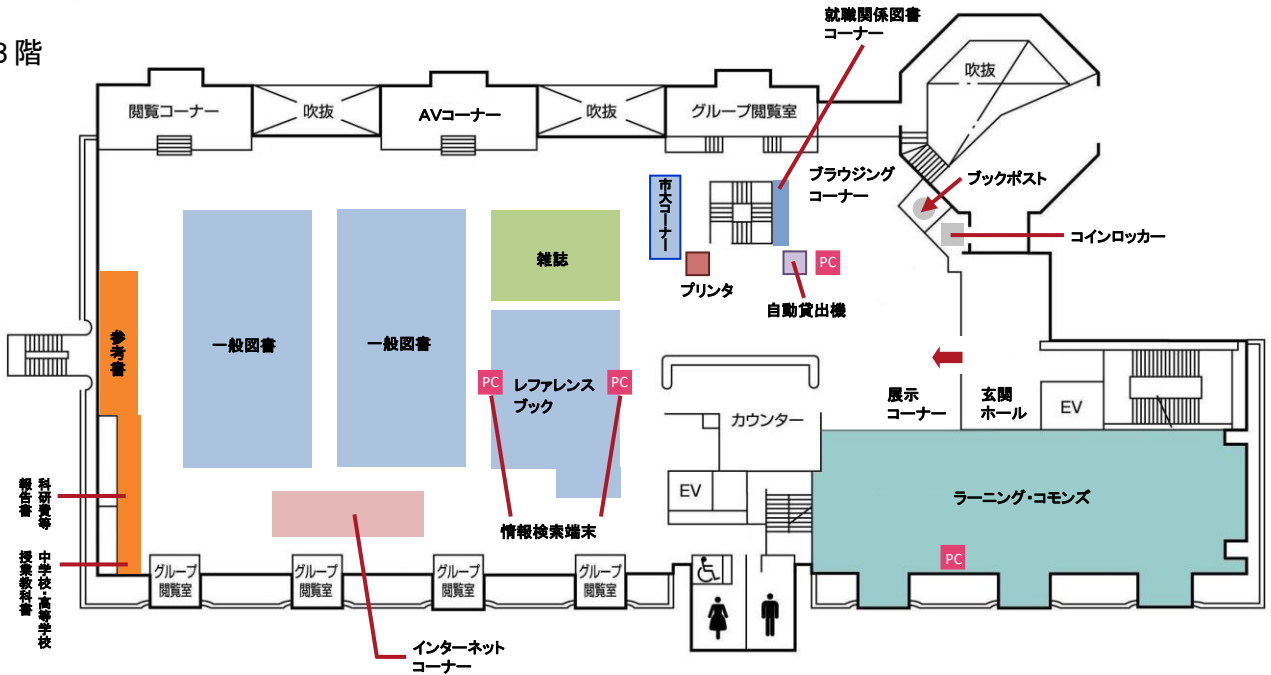 3階
就職関係図書
コーナー
閲覧コーナー
吹抜
AVコーナー
吹抜
グループ閲覧室
吹抜
ブラウジング
コーナー
ブックポスト
コインロッカー
市大コーナー
雑誌
プリンタ
PC
自動貸出機
参考書
一般図書
一般図書
PC
レファレンス
ブック
PC
カウンター
展示
コーナー
玄関
ホール
EV
EV
ラーニング・コモンズ
科研費等
報告書
情報検索端末
PC
中学校・高等学校
授業教科書
グループ
閲覧室
グループ
閲覧室
グループ
閲覧室
グループ
閲覧室
インターネット
コーナー